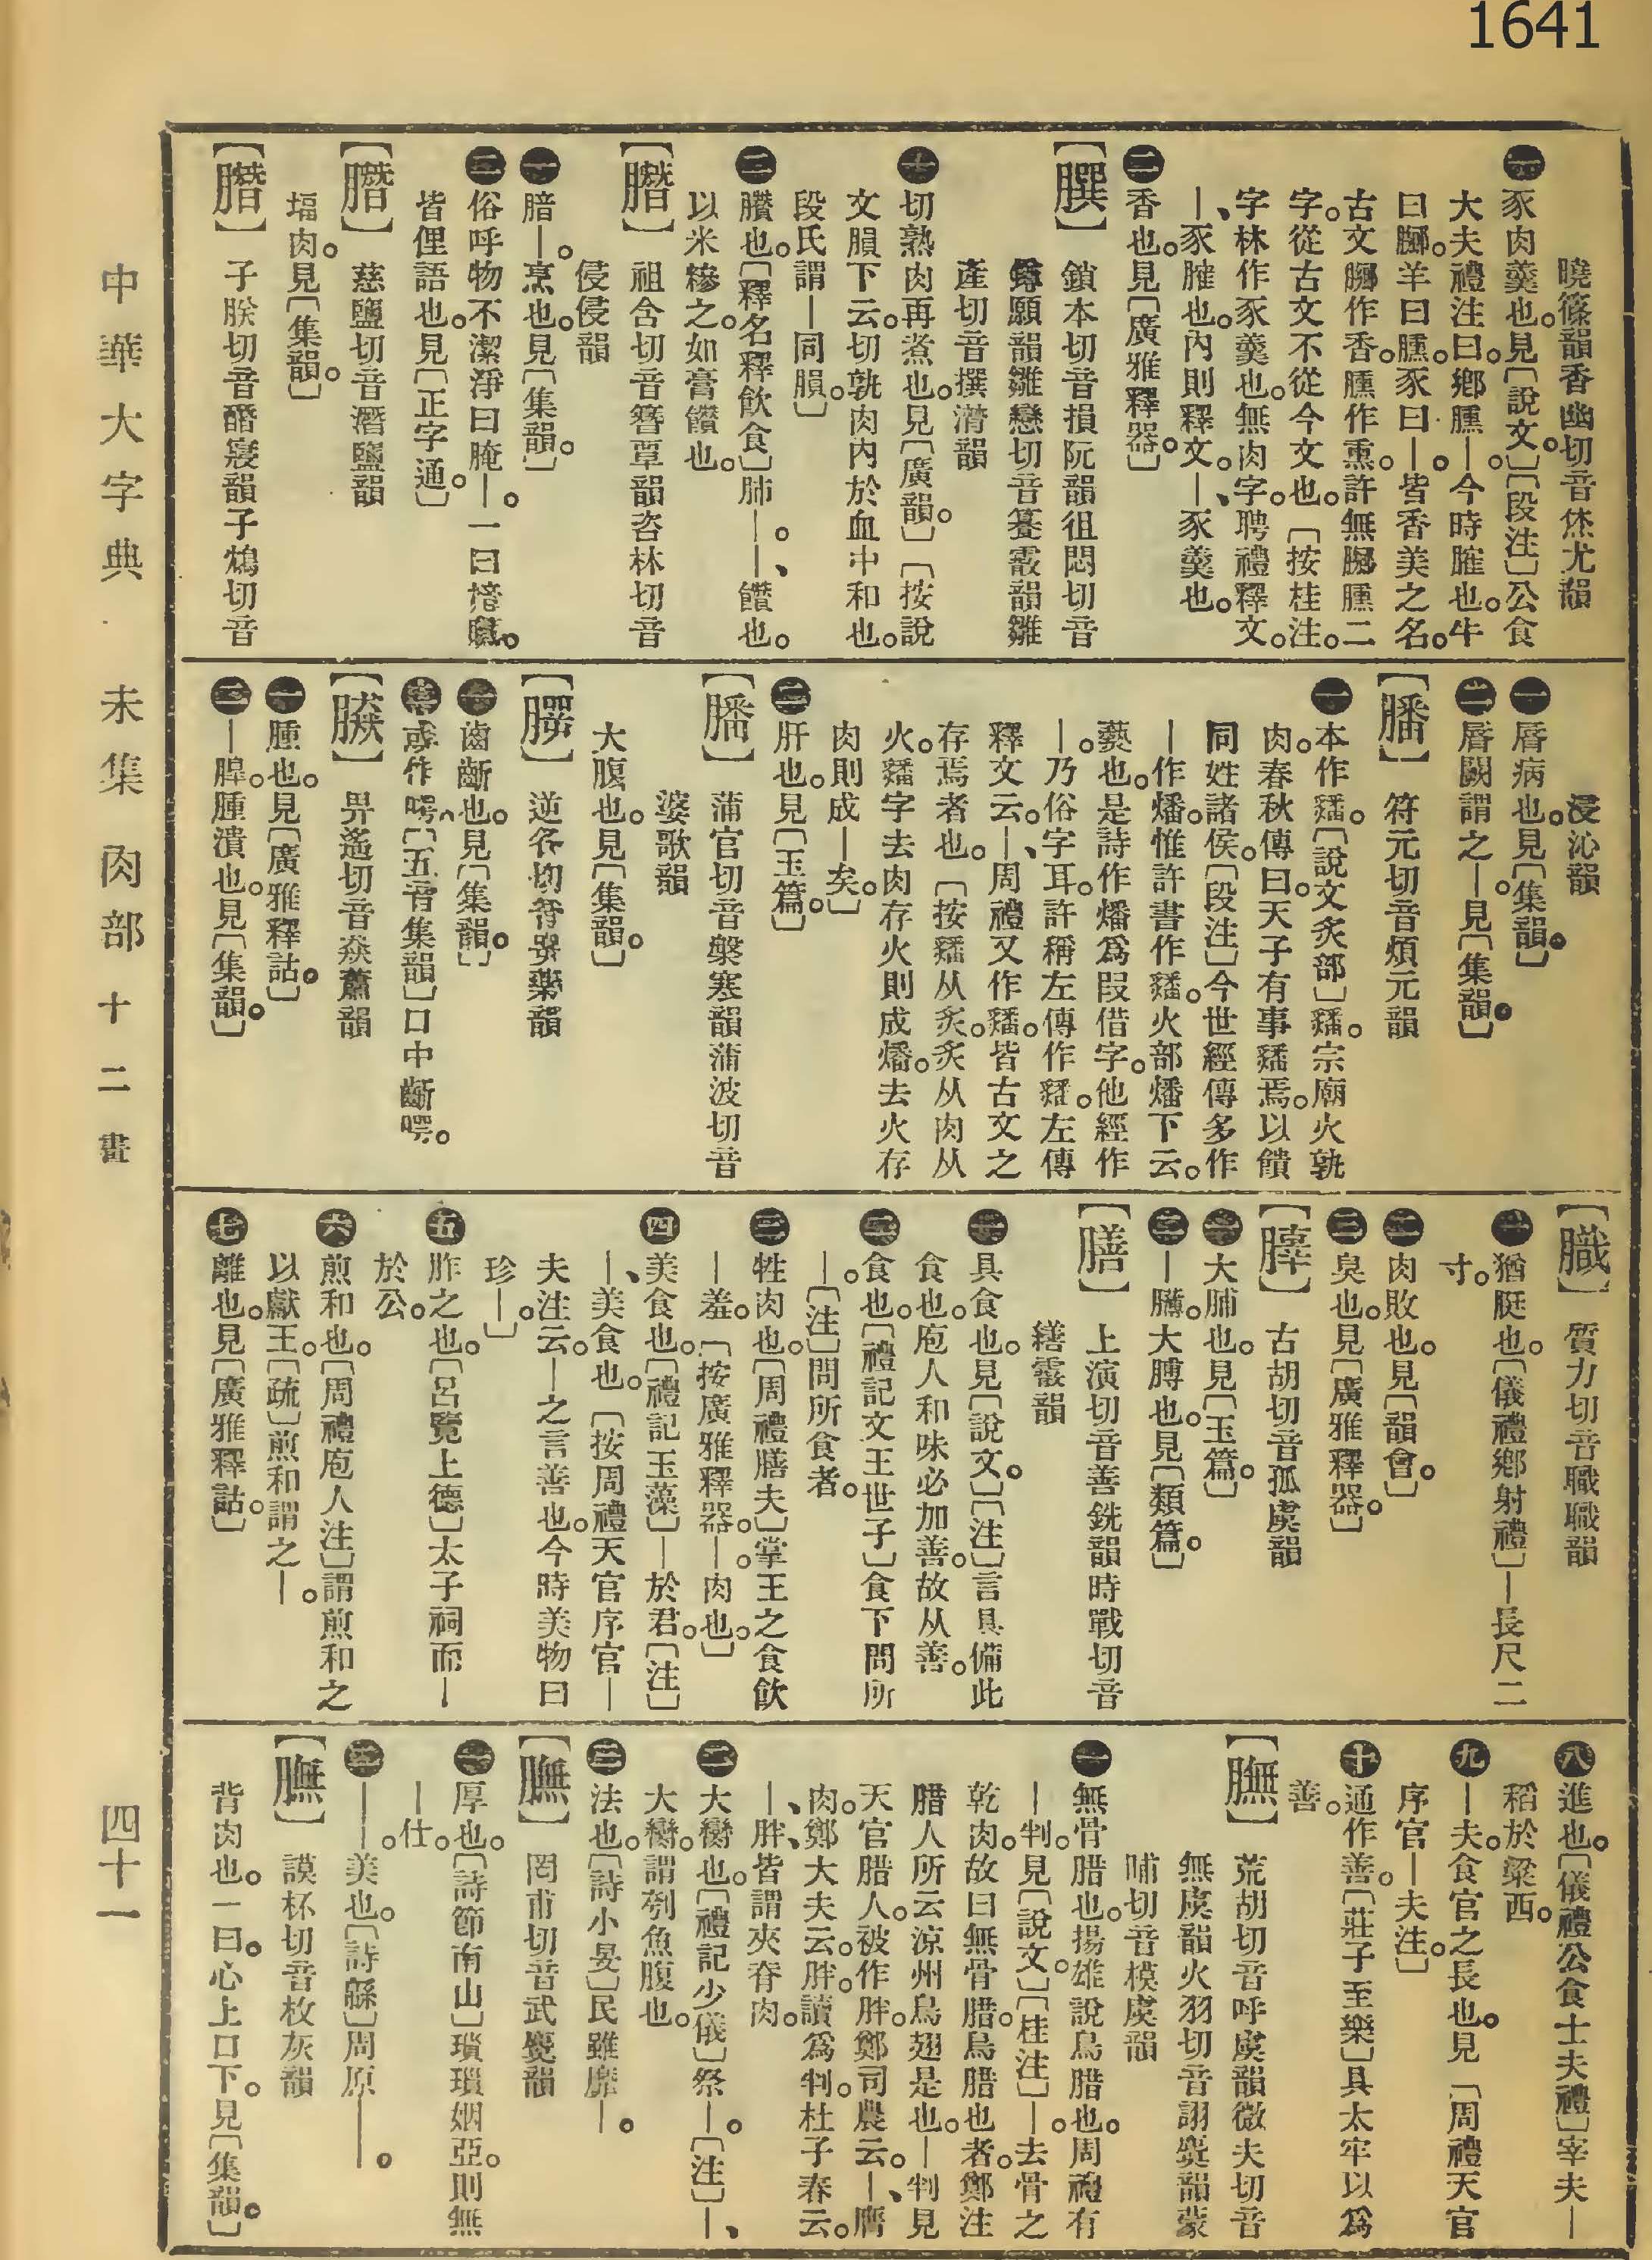 1641
曉篠韻香幽切音烋尤韻
㊀豕肉羹也。見〔說文。〕〔段注〕公食
大夫禮注曰。鄉臐—。今時臛也。牛
曰膷。羊曰臐。豕曰—。皆香美之名。
古文膷作香。臐作熏。許無膷臐二
字。從古文不從今文也。〔按桂注。
字林作豕羹也。無肉字。聘禮釋文。
—、豕臛也。內則釋文。—、豕羹也。
㊁香也。見〔廣雅釋器。〕
【膬】鎖本切音損阮韻徂悶切音
願韻雛戀切音籑霰韻雛
產切音撰潸韻
㊀切熟肉再煮也。見〔廣韻。〕〔按說
文䐣下云。切孰肉內於血中和也。
段氏謂—同䐣。〕
㊁臢也。〔釋名釋飲食〕肺—。—、饡也。
以米糝之。如膏饡也。
【膶】祖含切音簪覃韻咨林切音
侵侵韻
㊀腤—。烹也。見〔集韻。〕
㊁俗呼物不潔淨曰腌—。一曰揞
皆俚語也。見〔正字通。〕
慈鹽切音潛鹽韻
堛肉。見〔集韻。〕
子朕切音醋寑韻子鴆切音
浸沁韻
㊀脣病也。見〔集韻。〕
㊁脣闕謂之—。見〔集韻。〕
【膰】符元切音煩元韻
㊀本作𤑹。〔說文炙部〕𤑹。宗廟火孰
肉。春秋傳曰。天子有事𤑹焉。以饋
同姓諸侯。〔段注〕今世經傳多作
—作燔。惟許書作𤑹。火部燔下云。
爇也。是詩作燔爲叚借字。他經作
—。乃俗字耳。許稱左傳作𤑹。左傳
釋文云。—、周禮又作𤑹。皆古文之
存焉者也。〔按𤑹从炙。炙从肉从
火。𤑹字去肉存火則成燔。去火存
肉則成—矣。〕
㊁肝也。見〔玉篇。〕
【膰】蒲官切音槃寒韻蒲波切音
婆歌韻
大腹也。見〔集韻。〕
【腭】逆各切音咢藥韻
㊀齒齗也。見〔集韻。〕
㊁或作㗁。〔五音集韻〕口中齗㗁。
【膲】畀遙切音猋蕭韻
㊀腫也。見〔廣雅釋詁。〕
㊁—臎。腫潰也。見〔集韻。〕
【膱】質力切音職職韻
㊀猶脡也。〔儀禮鄉射禮〕—長尺二
寸。
㊁肉敗也。見〔韻會。〕
㊂臭也。見〔廣雅釋器。〕
古胡切音孤虞韻
㊀大脯也。見〔玉篇。〕
㊁—膊。大膊也。見〔類篇。〕
【膳】上演切音善銑韻時戰切音
繕霰韻
㊀具食也。見〔說文。〕〔注〕言具備此
食也。庖人和味必加善。故从善。
㊁食也。〔禮記文王世子〕食下問所
—。〔注〕問所食者。
㊂牲肉也。〔周禮膳夫〕掌王之食飲
—羞。〔按廣雅釋器。—。肉也。〕
㊃美食也。〔禮記玉藻〕—於君。〔注〕
—、美食也。〔按周禮天官序官—
夫注云。—之言善也。今時美物曰
珍—。〕
㊄胙之也。〔呂覽上德〕太子祠而—
於公。
㊅煎和也。〔周禮庖人注〕謂煎和之
以獻王。〔疏〕煎和謂之—。
㊆離也。見〔廣雅釋詁。〕
㊇進也。〔儀禮公食士夫禮〕宰夫—
稻於粱西。
㊈—夫。食官之長也。見〔周禮天官
序官—夫注。〕
㊉通作善。〔莊子至樂〕具太牢以爲
善。
【膴】荒胡切音呼虞韻微夫切音
無虞韻火羽切音詡麌韻蒙
晡切音模虞韻
㊀無骨腊也。揚雄說鳥腊也。周禮有
—判。見〔說文。〕〔桂注〕—。去骨之
乾肉。故曰無骨腊。鳥腊也者。鄭注
腊人所云涼州鳥翅是也。—判見
天官腊人。被作胖。鄭司農云。—、膺
肉。鄭大夫云。胖。讀爲判。杜子春云。
—、胖、皆謂夾脊肉。
㊁大臠也。〔禮記少儀〕祭—。〔注〕—、
大臠。謂刳魚腹也。
㊂法也。〔詩小旻〕民雖靡—。
【膴】罔甫切音武麌韻
㊀厚也。〔詩節南山〕瑣瑣姻亞。則無
—仕。
㊁——。美也。〔詩緜〕周原——。
【膴】謨杯切音枚灰韻
背肉也。一曰。心上口下。見〔集韻。〕
中華大字典 未集 肉部 十二畫 四十一